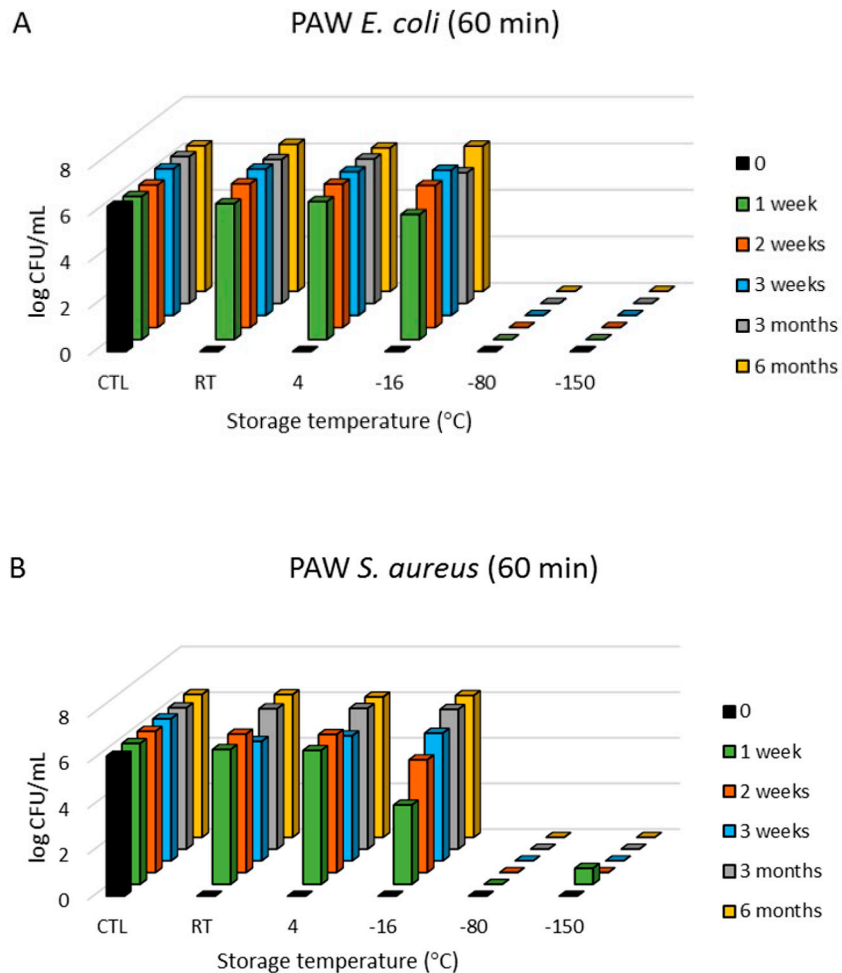 A
PAW E. coli (60 min)
8
6
4
2
0
log CFU/mL
CTL RT 4 -16 -80 -150
Storage temperature (°C)
0
1 week
2 weeks
3 weeks
3 months
6 months
B
PAW S. aureus (60 min)
8
6
4
2
0
log CFU/mL
CTL RT 4 -16 -80 -150
Storage temperature (°C)
0
1 week
2 weeks
3 weeks
3 months
6 months